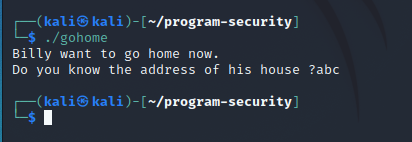 ┌──(kali㉿kali)-[~/program-security]
└─$ ./gohome
Billy want to go home now.
Do you know the address of his house ?abc
┌──(kali㉿kali)-[~/program-security]
└─$